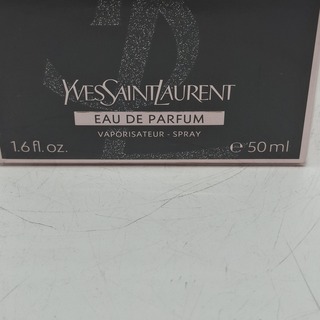 YVESSAINTLAURENT
EAU DE PARFUM
VAPORISATEUR - SPRAY
1.6 fl. oz. ℮ 50 ml